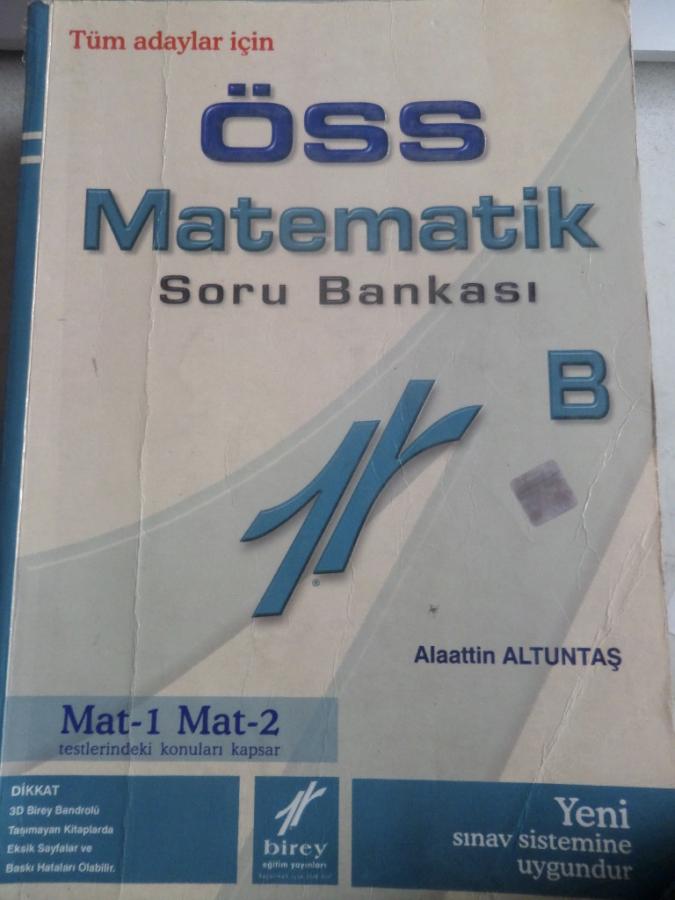 Tüm adaylar için
ÖSS
Matematik
Soru Bankası
B
®
Alaattin ALTUNTAŞ
Mat-1 Mat-2
testlerindeki konuları kapsar
DİKKAT
3D Birey Bandrolü
Taşımayan Kitaplarda
Eksik Sayfalar ve
Baskı Hataları Olabilir.
birey
eğitim yayınları
Yeni
sınav sistemine
uygundur